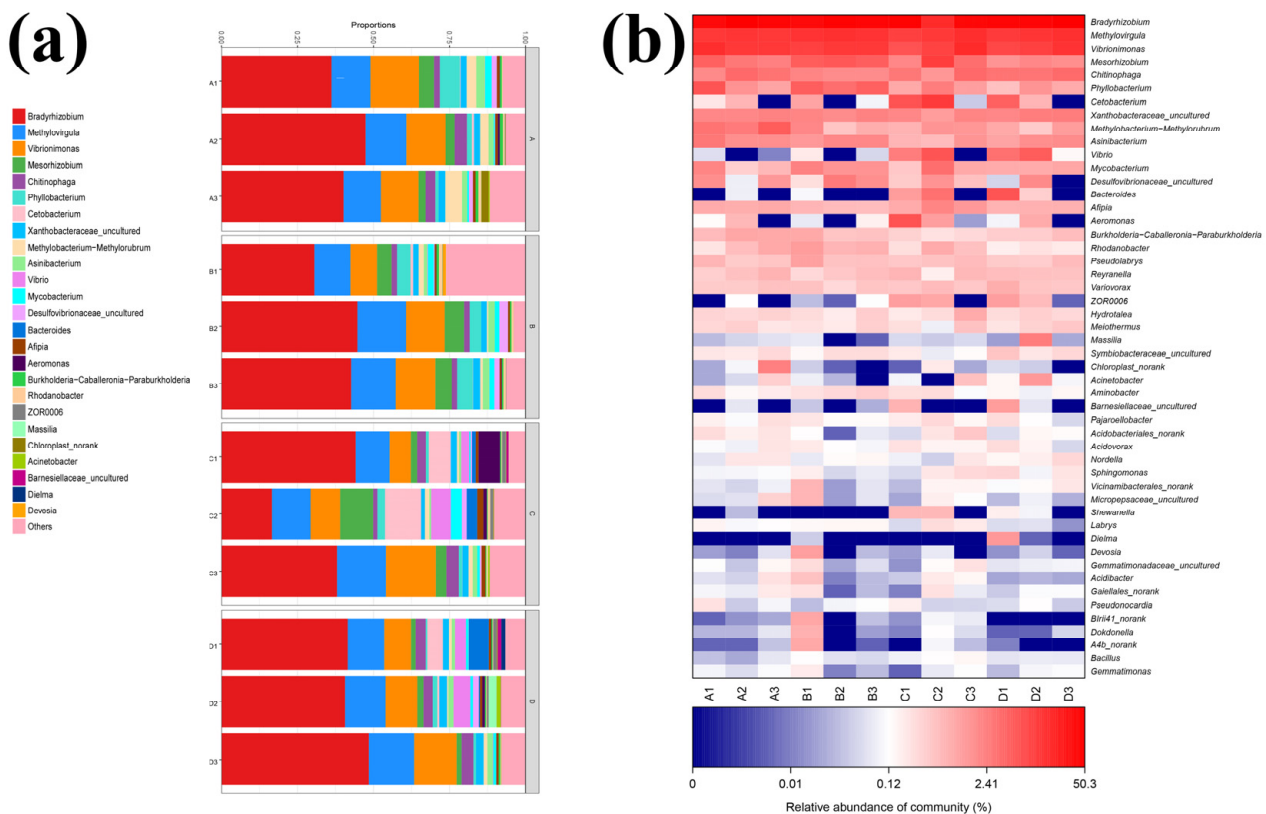 (a)
Proportions
0.00
0.25
0.50
0.75
1.00
Bradyrhizobium
Methylovirgula
Vibrionimonas
Mesorhizobium
Chitinophaga
Phyllobacterium
Cetobacterium
Xanthobacteraceae_uncultured
Methylobacterium−Methylorubrum
Asinibacterium
Vibrio
Mycobacterium
Desulfovibrionaceae_uncultured
Bacteroides
Afipia
Aeromonas
Burkholderia−Caballeronia−Paraburkholderia
Rhodanobacter
ZOR0006
Massilia
Chloroplast_norank
Acinetobacter
Barnesiellaceae_uncultured
Dielma
Devosia
Others
A1
A2
A3
A
B1
B2
B3
B
C1
C2
C3
C
D1
D2
D3
D
(b)
Bradyrhizobium
Methylovirgula
Vibrionimonas
Mesorhizobium
Chitinophaga
Phyllobacterium
Cetobacterium
Xanthobacteraceae_uncultured
Methylobacterium−Methylorubrum
Asinibacterium
Vibrio
Mycobacterium
Desulfovibrionaceae_uncultured
Bacteroides
Afipia
Aeromonas
Burkholderia−Caballeronia−Paraburkholderia
Rhodanobacter
Pseudolabrys
Reyranella
Variovorax
ZOR0006
Hydrotalea
Meiothermus
Massilia
Symbiobacteraceae_uncultured
Chloroplast_norank
Acinetobacter
Aminobacter
Barnesiellaceae_uncultured
Pajaroellobacter
Acidobacteriales_norank
Acidovorax
Nordella
Sphingomonas
Vicinamibacterales_norank
Micropepsaceae_uncultured
Shewanella
Labrys
Dielma
Devosia
Gemmatimonadaceae_uncultured
Acidibacter
Gaiellales_norank
Pseudonocardia
Blrii41_norank
Dokdonella
A4b_norank
Bacillus
Gemmatimonas
A1 A2 A3 B1 B2 B3 C1 C2 C3 D1 D2 D3
0 0.01 0.12 2.41 50.3
Relative abundance of community (%)